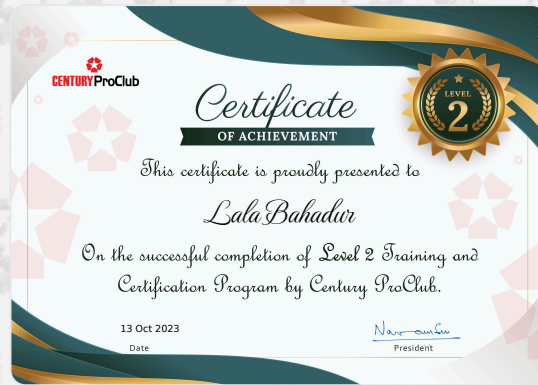 CENTURY ProClub
Certificate
OF ACHIEVEMENT
LEVEL
2
This certificate is proudly presented to
Lala Bahadur
On the successful completion of Level 2 Training and
Certification Program by Century ProClub.
13 Oct 2023
Date
President